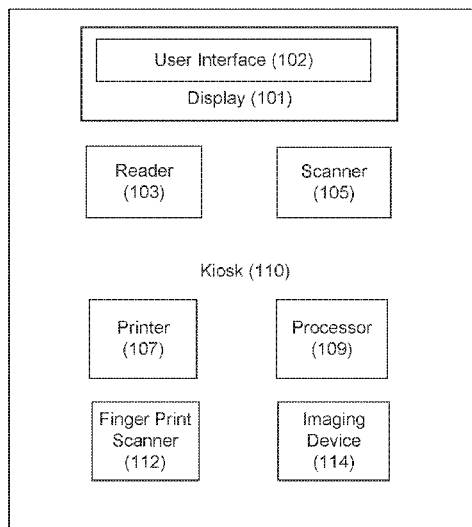 User Interface (102)
Display (101)
Reader
(103)
Scanner
(105)
Kiosk (110)
Printer
(107)
Processor
(109)
Finger Print
Scanner
(112)
Imaging
Device
(114)